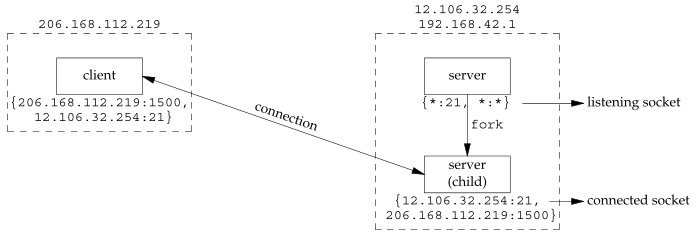 12.106.32.254
206.168.112.219
192.168.42.1
client
server
{206.168.112.219:1500,
12.106.32.254:21}
{*:21, *:*}
listening socket
connection
fork
server
(child)
{12.106.32.254:21,
206.168.112.219:1500}
connected socket